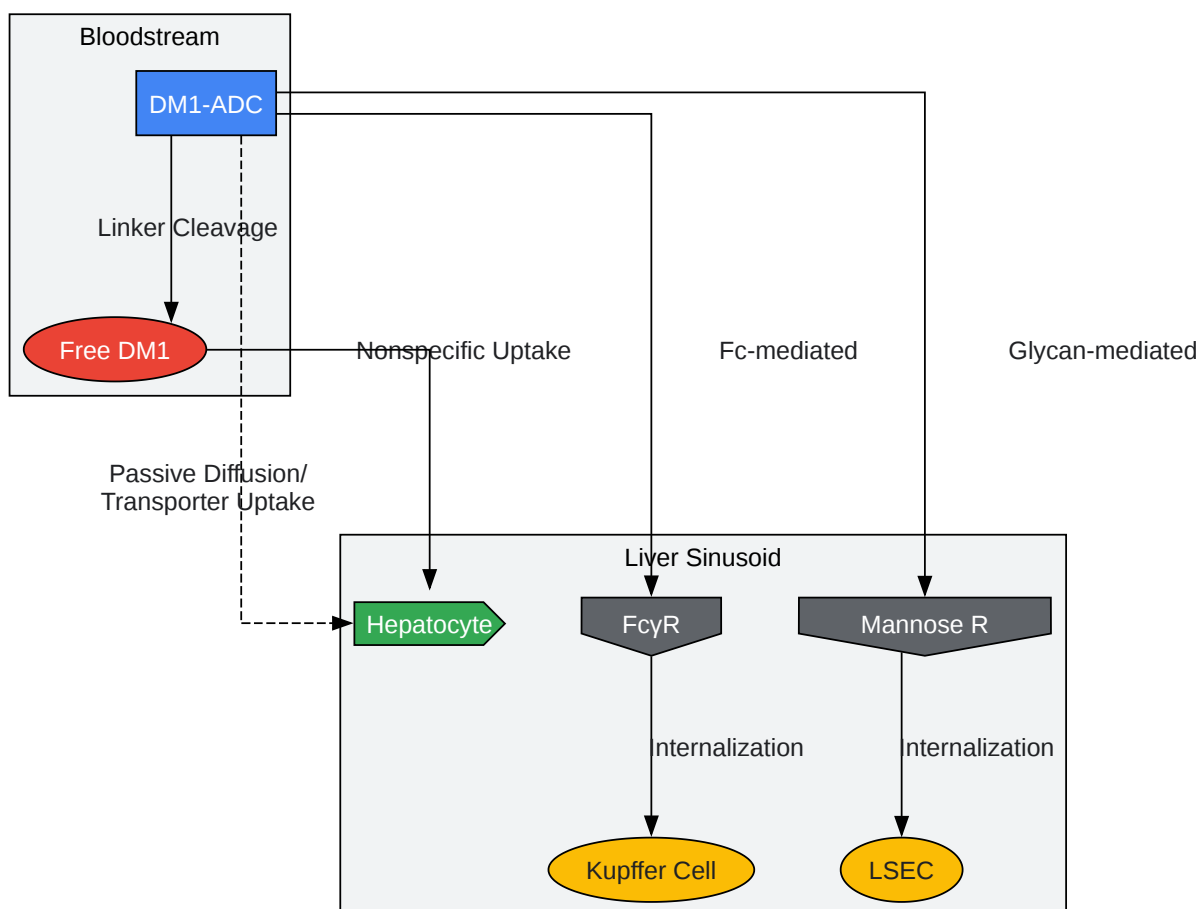 Bloodstream
DM1-ADC
Linker Cleavage
Free DM1
Nonspecific Uptake
Fc-mediated
Glycan-mediated
Passive Diffusion/
Transporter Uptake
Liver Sinusoid
Hepatocyte
FcγR
Mannose R
Internalization
Internalization
Kupffer Cell
LSEC